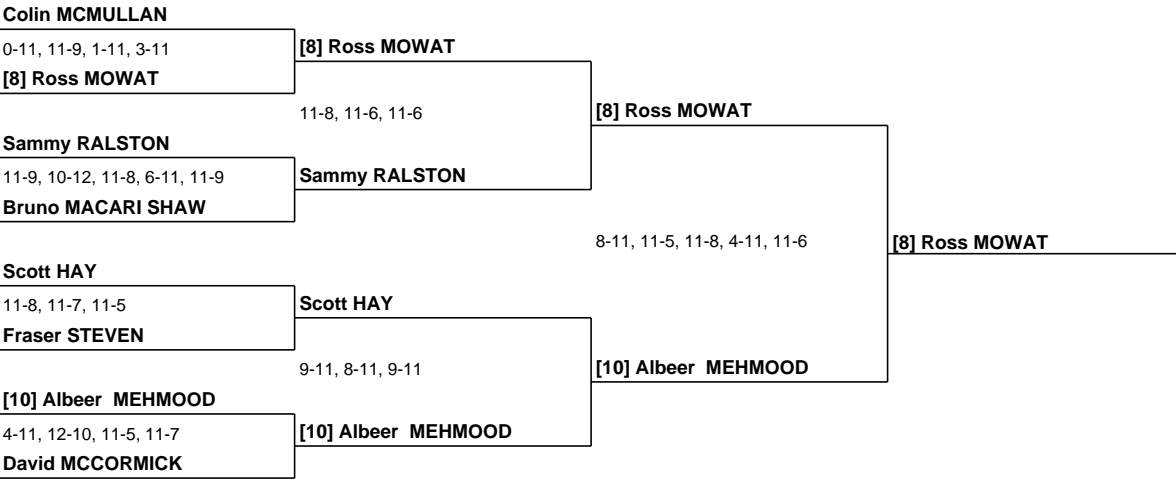 Colin MCMULLAN
0-11, 11-9, 1-11, 3-11
[8] Ross MOWAT
[8] Ross MOWAT
11-8, 11-6, 11-6
[8] Ross MOWAT
Sammy RALSTON
11-9, 10-12, 11-8, 6-11, 11-9
Sammy RALSTON
Bruno MACARI SHAW
8-11, 11-5, 11-8, 4-11, 11-6
[8] Ross MOWAT
Scott HAY
11-8, 11-7, 11-5
Scott HAY
Fraser STEVEN
9-11, 8-11, 9-11
[10] Albeer  MEHMOOD
[10] Albeer  MEHMOOD
4-11, 12-10, 11-5, 11-7
[10] Albeer  MEHMOOD
David MCCORMICK